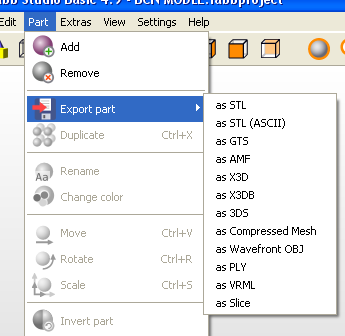 Studio Basic 4.9 - BCN MODEL.fabbproject
Edit Part Extras View Settings Help
Add
Remove
Export part
Duplicate Ctrl+X
Rename
Change color
Move Ctrl+V
Rotate Ctrl+R
Scale Ctrl+S
Invert part
as STL
as STL (ASCII)
as GTS
as AMF
as X3D
as X3DB
as 3DS
as Compressed Mesh
as Wavefront OBJ
as PLY
as VRML
as Slice